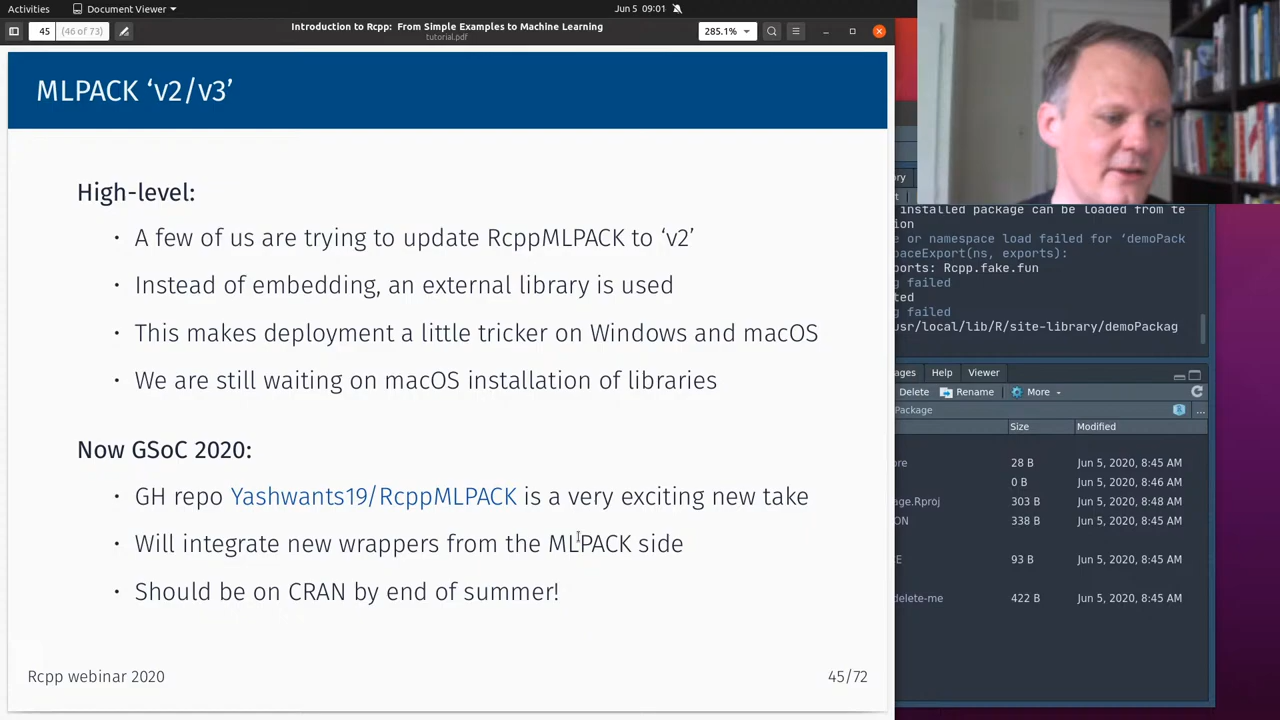 Activities
Document Viewer
Jun 5 09:01
45
(46 of 73)
Introduction to Rcpp: From Simple Examples to Machine Learning
tutorial.pdf
285.1%
MLPACK ‘v2/v3’
High-level:
· A few of us are trying to update RcppMLPACK to ‘v2’
· Instead of embedding, an external library is used
· This makes deployment a little tricker on Windows and macOS
· We are still waiting on macOS installation of libraries
Now GSoC 2020:
· GH repo Yashwants19/RcppMLPACK is a very exciting new take
· Will integrate new wrappers from the MLPACK side
· Should be on CRAN by end of summer!
Rcpp webinar 2020
45/72
ry
installed package can be loaded from te
ion
e or namespace load failed for ‘demoPack
spaceExport(ns, exports):
ports: Rcpp.fake.fun
g failed
ted
g failed
usr/local/lib/R/site-library/demoPackag
ages Help Viewer
Delete Rename More
Package
Size Modified
ore 28 B Jun 5, 2020, 8:45 AM
0 B Jun 5, 2020, 8:46 AM
age.Rproj 303 B Jun 5, 2020, 8:48 AM
ON 338 B Jun 5, 2020, 8:45 AM
E 93 B Jun 5, 2020, 8:45 AM
delete-me 422 B Jun 5, 2020, 8:45 AM